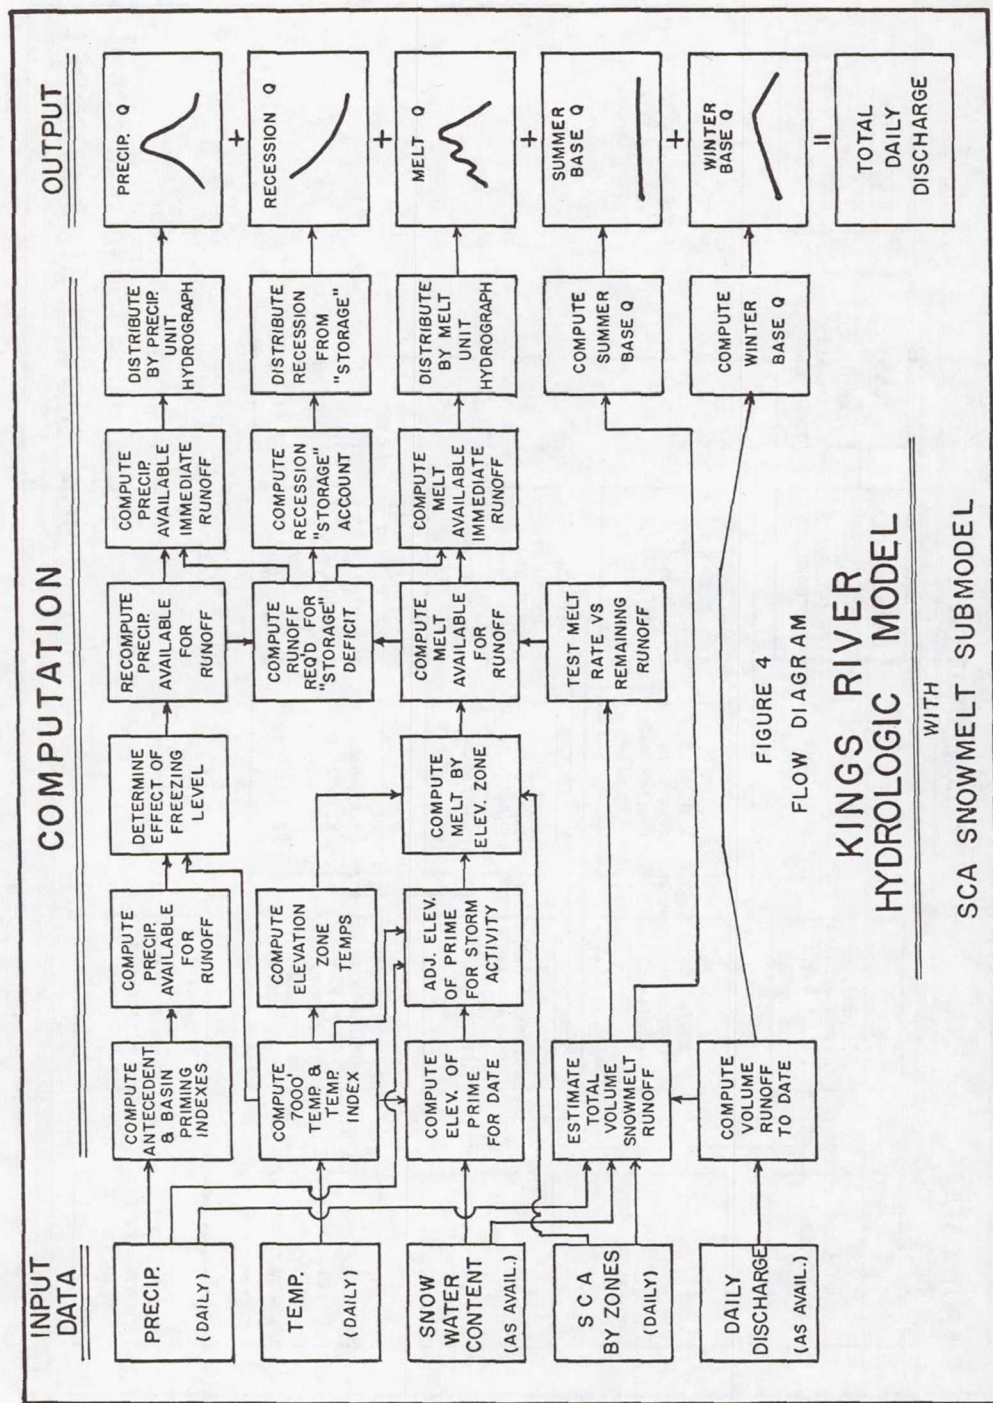 INPUT
DATA
COMPUTATION
OUTPUT
PRECIP.
(DAILY)
TEMP.
(DAILY)
SNOW
WATER
CONTENT
(AS AVAIL.)
S C A
BY ZONES
(DAILY)
DAILY
DISCHARGE
(AS AVAIL.)
COMPUTE
ANTECEDENT
& BASIN
PRIMING
INDEXES
COMPUTE
7000'
TEMP. &
TEMP.
INDEX
COMPUTE
ELEV. OF
PRIME
FOR DATE
ESTIMATE
TOTAL
VOLUME
SNOWMELT
RUNOFF
COMPUTE
VOLUME
RUNOFF
TO DATE
COMPUTE
PRECIP.
AVAILABLE
FOR
RUNOFF
COMPUTE
ELEVATION
ZONE
TEMPS
ADJ. ELEV.
OF PRIME
FOR STORM
ACTIVITY
DETERMINE
EFFECT OF
FREEZING
LEVEL
COMPUTE
MELT BY
ELEV. ZONE
RECOMPUTE
PRECIP.
AVAILABLE
FOR
RUNOFF
COMPUTE
RUNOFF
REQ'D FOR
"STORAGE"
DEFICIT
COMPUTE
MELT
AVAILABLE
FOR
RUNOFF
TEST MELT
RATE VS
REMAINING
RUNOFF
COMPUTE
PRECIP.
AVAILABLE
IMMEDIATE
RUNOFF
COMPUTE
RECESSION
"STORAGE"
ACCOUNT
COMPUTE
MELT
AVAILABLE
IMMEDIATE
RUNOFF
DISTRIBUTE
BY PRECIP.
UNIT
HYDROGRAPH
DISTRIBUTE
RECESSION
FROM
"STORAGE"
DISTRIBUTE
BY MELT
UNIT
HYDROGRAPH
COMPUTE
SUMMER
BASE Q
COMPUTE
WINTER
BASE Q
PRECIP. Q
+
RECESSION Q
+
MELT Q
+
SUMMER
BASE Q
+
WINTER
BASE Q
=
TOTAL
DAILY
DISCHARGE
FIGURE 4
FLOW DIAGRAM
KINGS RIVER
HYDROLOGIC MODEL
WITH
SCA SNOWMELT SUBMODEL